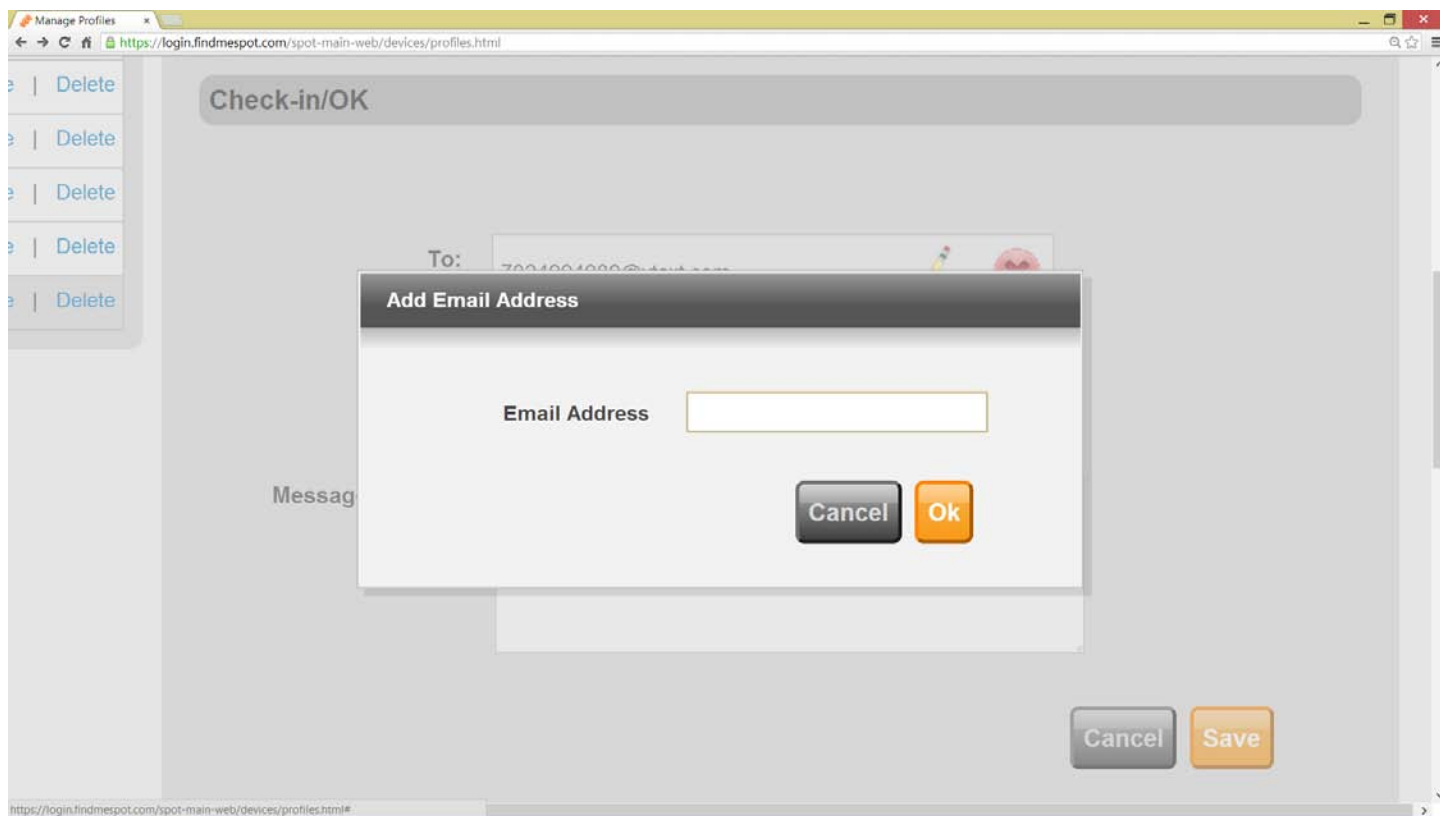 Manage Profiles
https://login.findmespot.com/spot-main-web/devices/profiles.html
| Delete
Check-in/OK
| Delete
| Delete
| Delete
To:
| Delete
Add Email Address
Email Address
Messag
Cancel Ok
Cancel Save
https://login.findmespot.com/spot-main-web/devices/profiles.html#